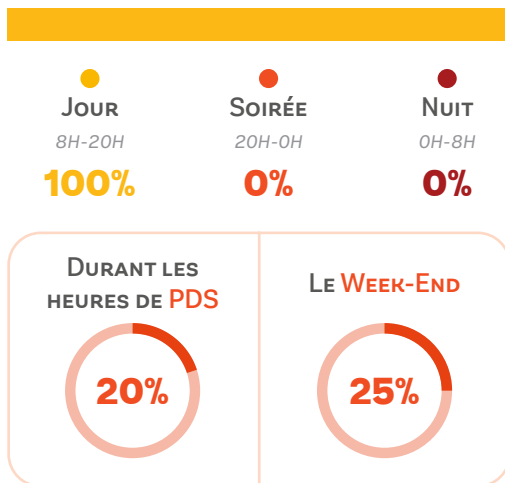 Jour
8H-20H
100%
Soirée
20H-0H
0%
Nuit
0H-8H
0%
Durant les
heures de PDS
20%
Le Week-End
25%